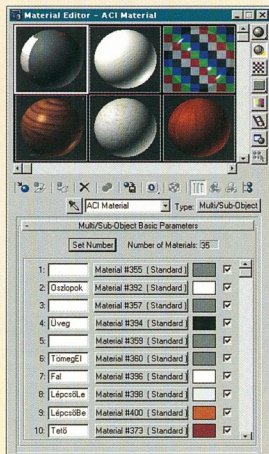 Material Editor - ACI Material
ACI Material Type: Multi/Sub-Object
- Multi/Sub-Object Basic Parameters
Set Number Number of Materials: 35
1: Material #355 [ Standard ]
2: Oszlopok Material #392 [ Standard ]
3: Material #357 [ Standard ]
4: Üveg Material #394 [ Standard ]
5: Material #359 [ Standard ]
6: TömegEl Material #360 [ Standard ]
7: Fal Material #396 [ Standard ]
8: LépcsőLe Material #398 [ Standard ]
9: LépcsőBe Material #400 [ Standard ]
10: Tető Material #373 [ Standard ]